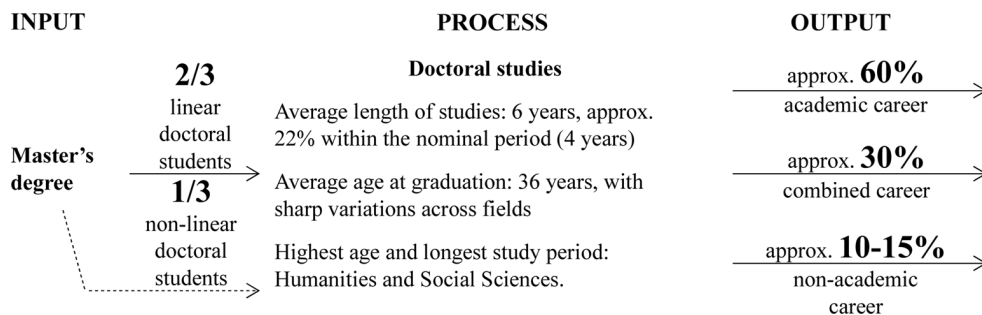 INPUT
PROCESS
OUTPUT
Master's
degree
2/3
linear
doctoral
students
1/3
non-linear
doctoral
students
Doctoral studies
Average length of studies: 6 years, approx.
22% within the nominal period (4 years)
Average age at graduation: 36 years, with
sharp variations across fields
Highest age and longest study period:
Humanities and Social Sciences.
approx. 60%
academic career
approx. 30%
combined career
approx. 10-15%
non-academic
career